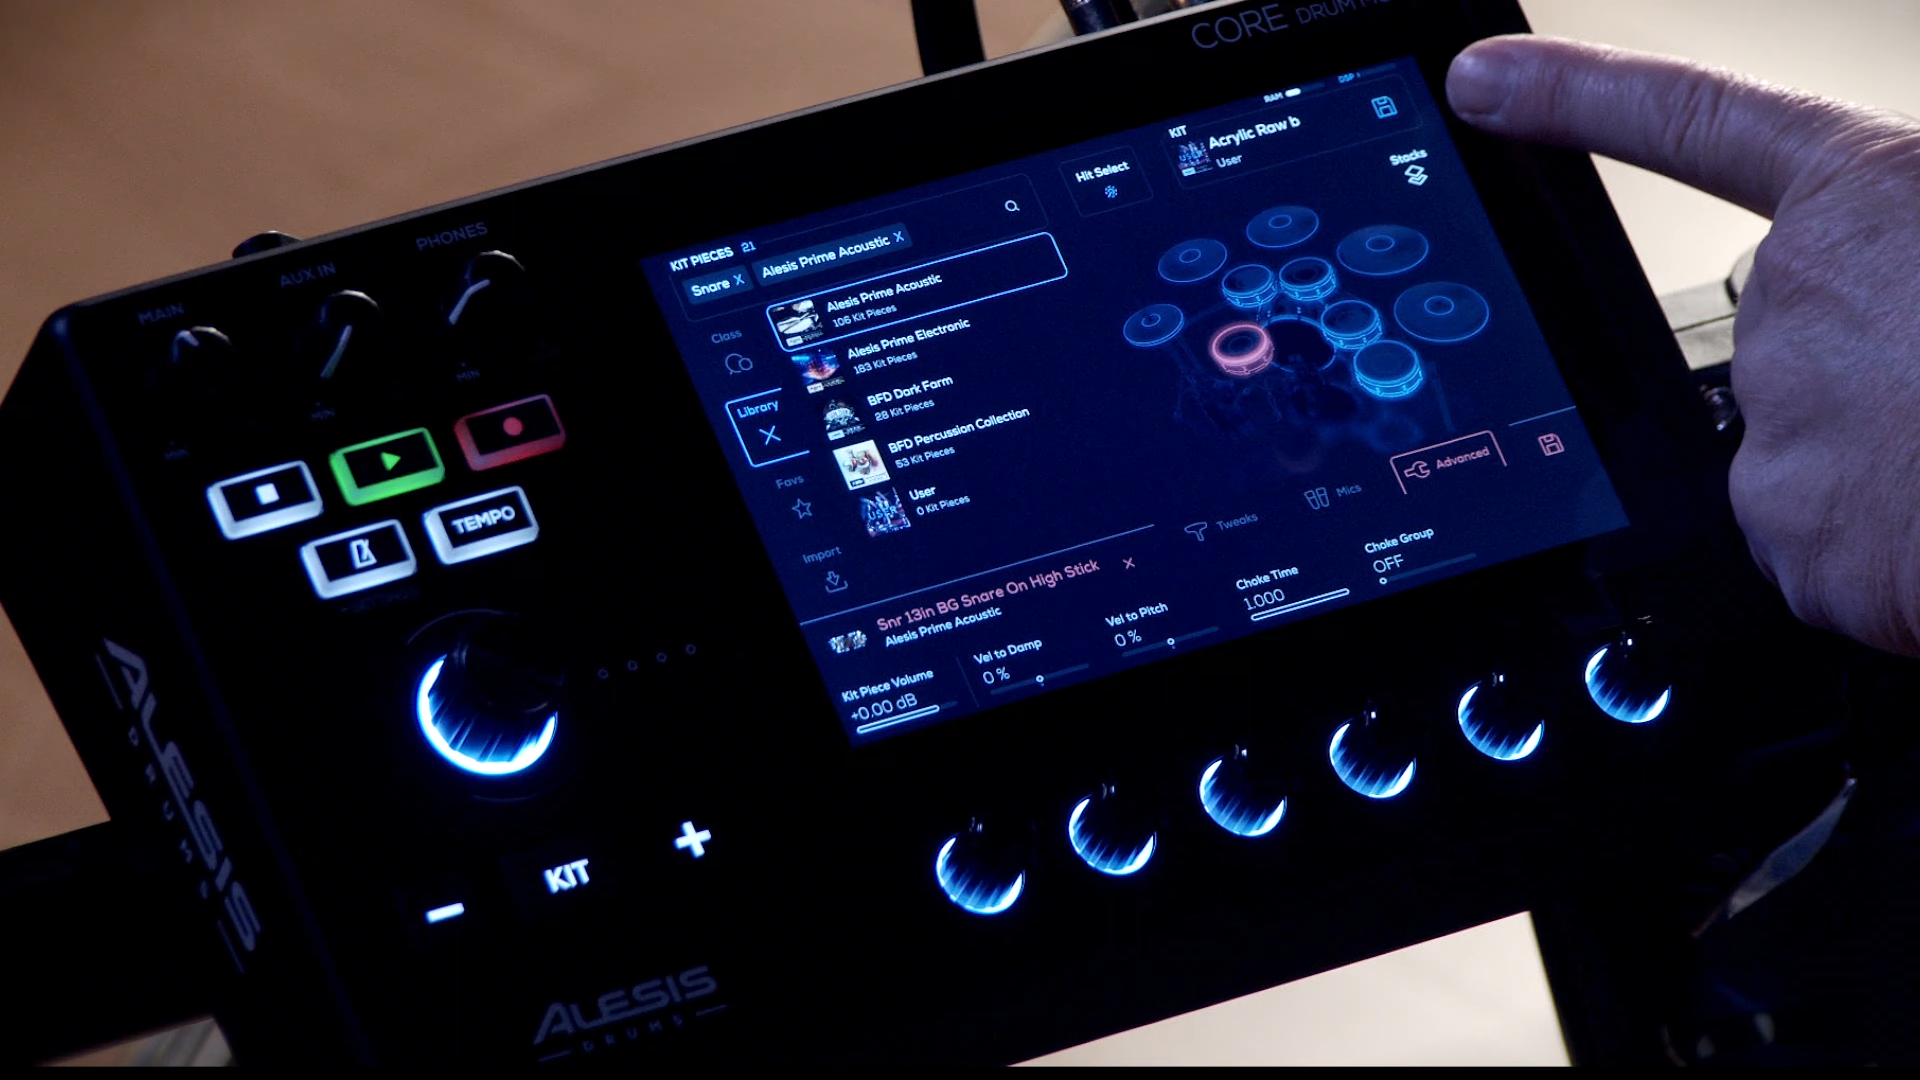 CORE DRUM
MAIN
AUX IN
PHONES
MIN
MIN
MIN
TEMPO
KIT
ALESIS
DRUMS
ALESIS
DRUMS
RAM
DSP
KIT
Acrylic Raw b
User
Hit Select
Stacks
KIT PIECES 21
Snare X
Alesis Prime Acoustic X
Class
Library
Favs
Import
Alesis Prime Acoustic
106 Kit Pieces
Alesis Prime Electronic
183 Kit Pieces
BFD Dark Farm
28 Kit Pieces
BFD Percussion Collection
53 Kit Pieces
User
0 Kit Pieces
Tweaks
Mics
Advanced
Snr 13in BG Snare On High Stick
Alesis Prime Acoustic
Kit Piece Volume
+0.00 dB
Vel to Damp
0 %
Vel to Pitch
0 %
Choke Time
1.000
Choke Group
OFF